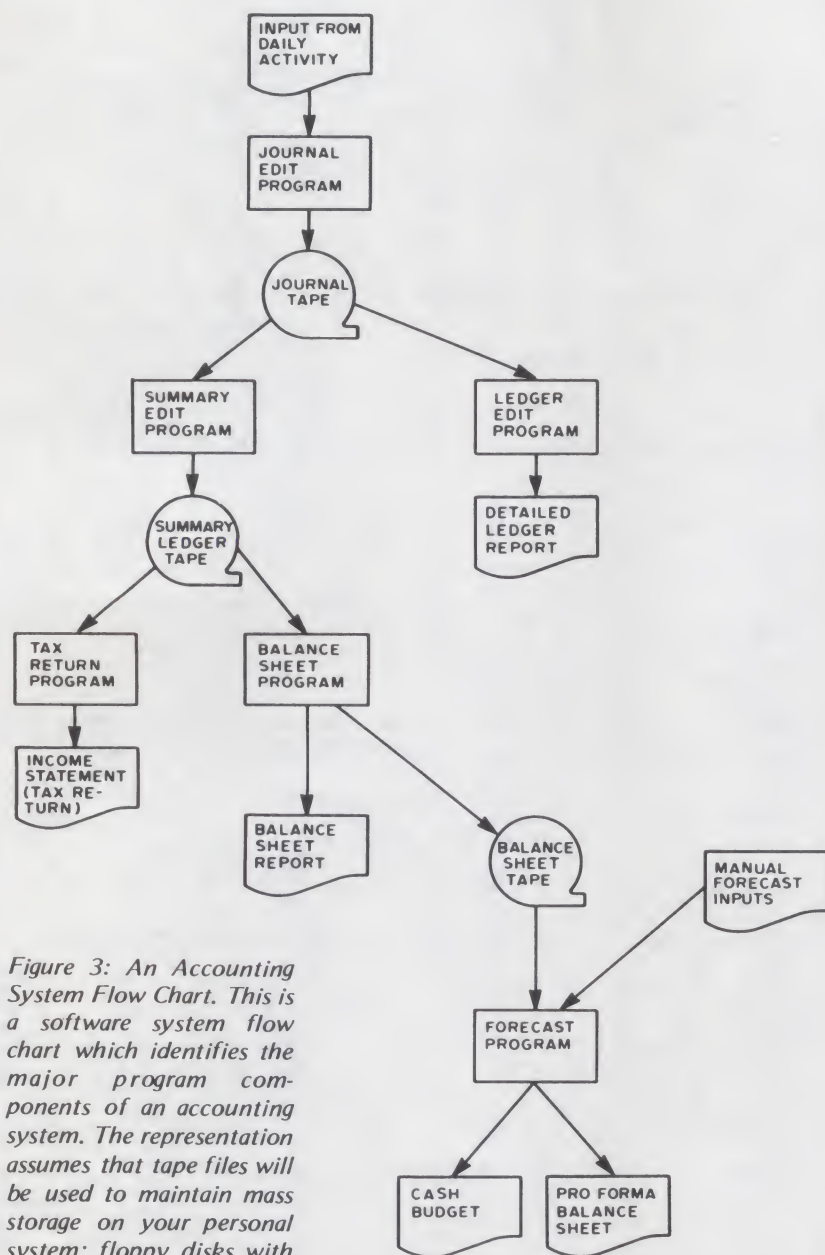 INPUT FROM
DAILY
ACTIVITY
JOURNAL
EDIT
PROGRAM
JOURNAL
TAPE
SUMMARY
EDIT
PROGRAM
LEDGER
EDIT
PROGRAM
SUMMARY
LEDGER
TAPE
DETAILED
LEDGER
REPORT
TAX
RETURN
PROGRAM
BALANCE
SHEET
PROGRAM
INCOME
STATEMENT
(TAX RE-
TURN)
BALANCE
SHEET
REPORT
BALANCE
SHEET
TAPE
MANUAL
FORECAST
INPUTS
FORECAST
PROGRAM
CASH
BUDGET
PRO FORMA
BALANCE
SHEET
Figure 3: An Accounting
System Flow Chart. This is
a software system flow
chart which identifies the
major program com-
ponents of an accounting
system. The representation
assumes that tape files will
be used to maintain mass
storage on your personal
system; floppy disks with